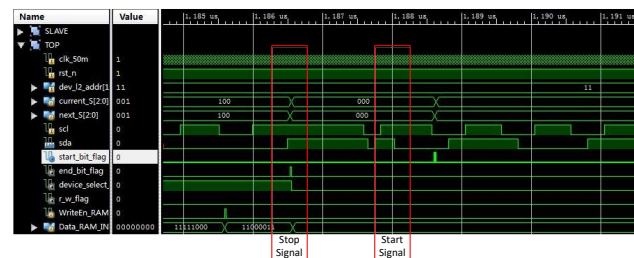 Name Value 1.185 us 1.186 us 1.187 us 1.188 us 1.189 us 1.190 us 1.191 us
SLAVE
TOP
clk_50m 1
rst_n 1
dev_l2_addr[1 11 11
current_S[2:0] 001 100 000
next_S[2:0] 001 100 000
scl 0
sda 0
start_bit_flag 0
end_bit_flag 0
device_select_ 0
r_w_flag 0
WriteEn_RAM 0
Data_RAM_IN 00000000 11111000 11000011
Stop Start
Signal Signal